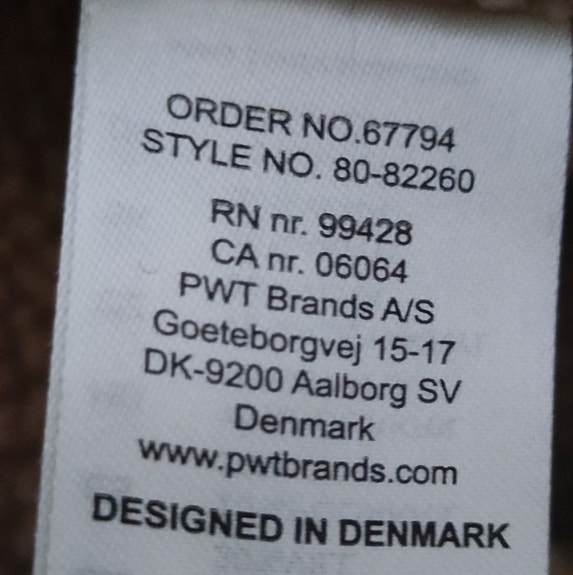 ORDER NO.67794
STYLE NO. 80-82260
RN nr. 99428
CA nr. 06064
PWT Brands A/S
Goeteborgvej 15-17
DK-9200 Aalborg SV
Denmark
www.pwtbrands.com
DESIGNED IN DENMARK